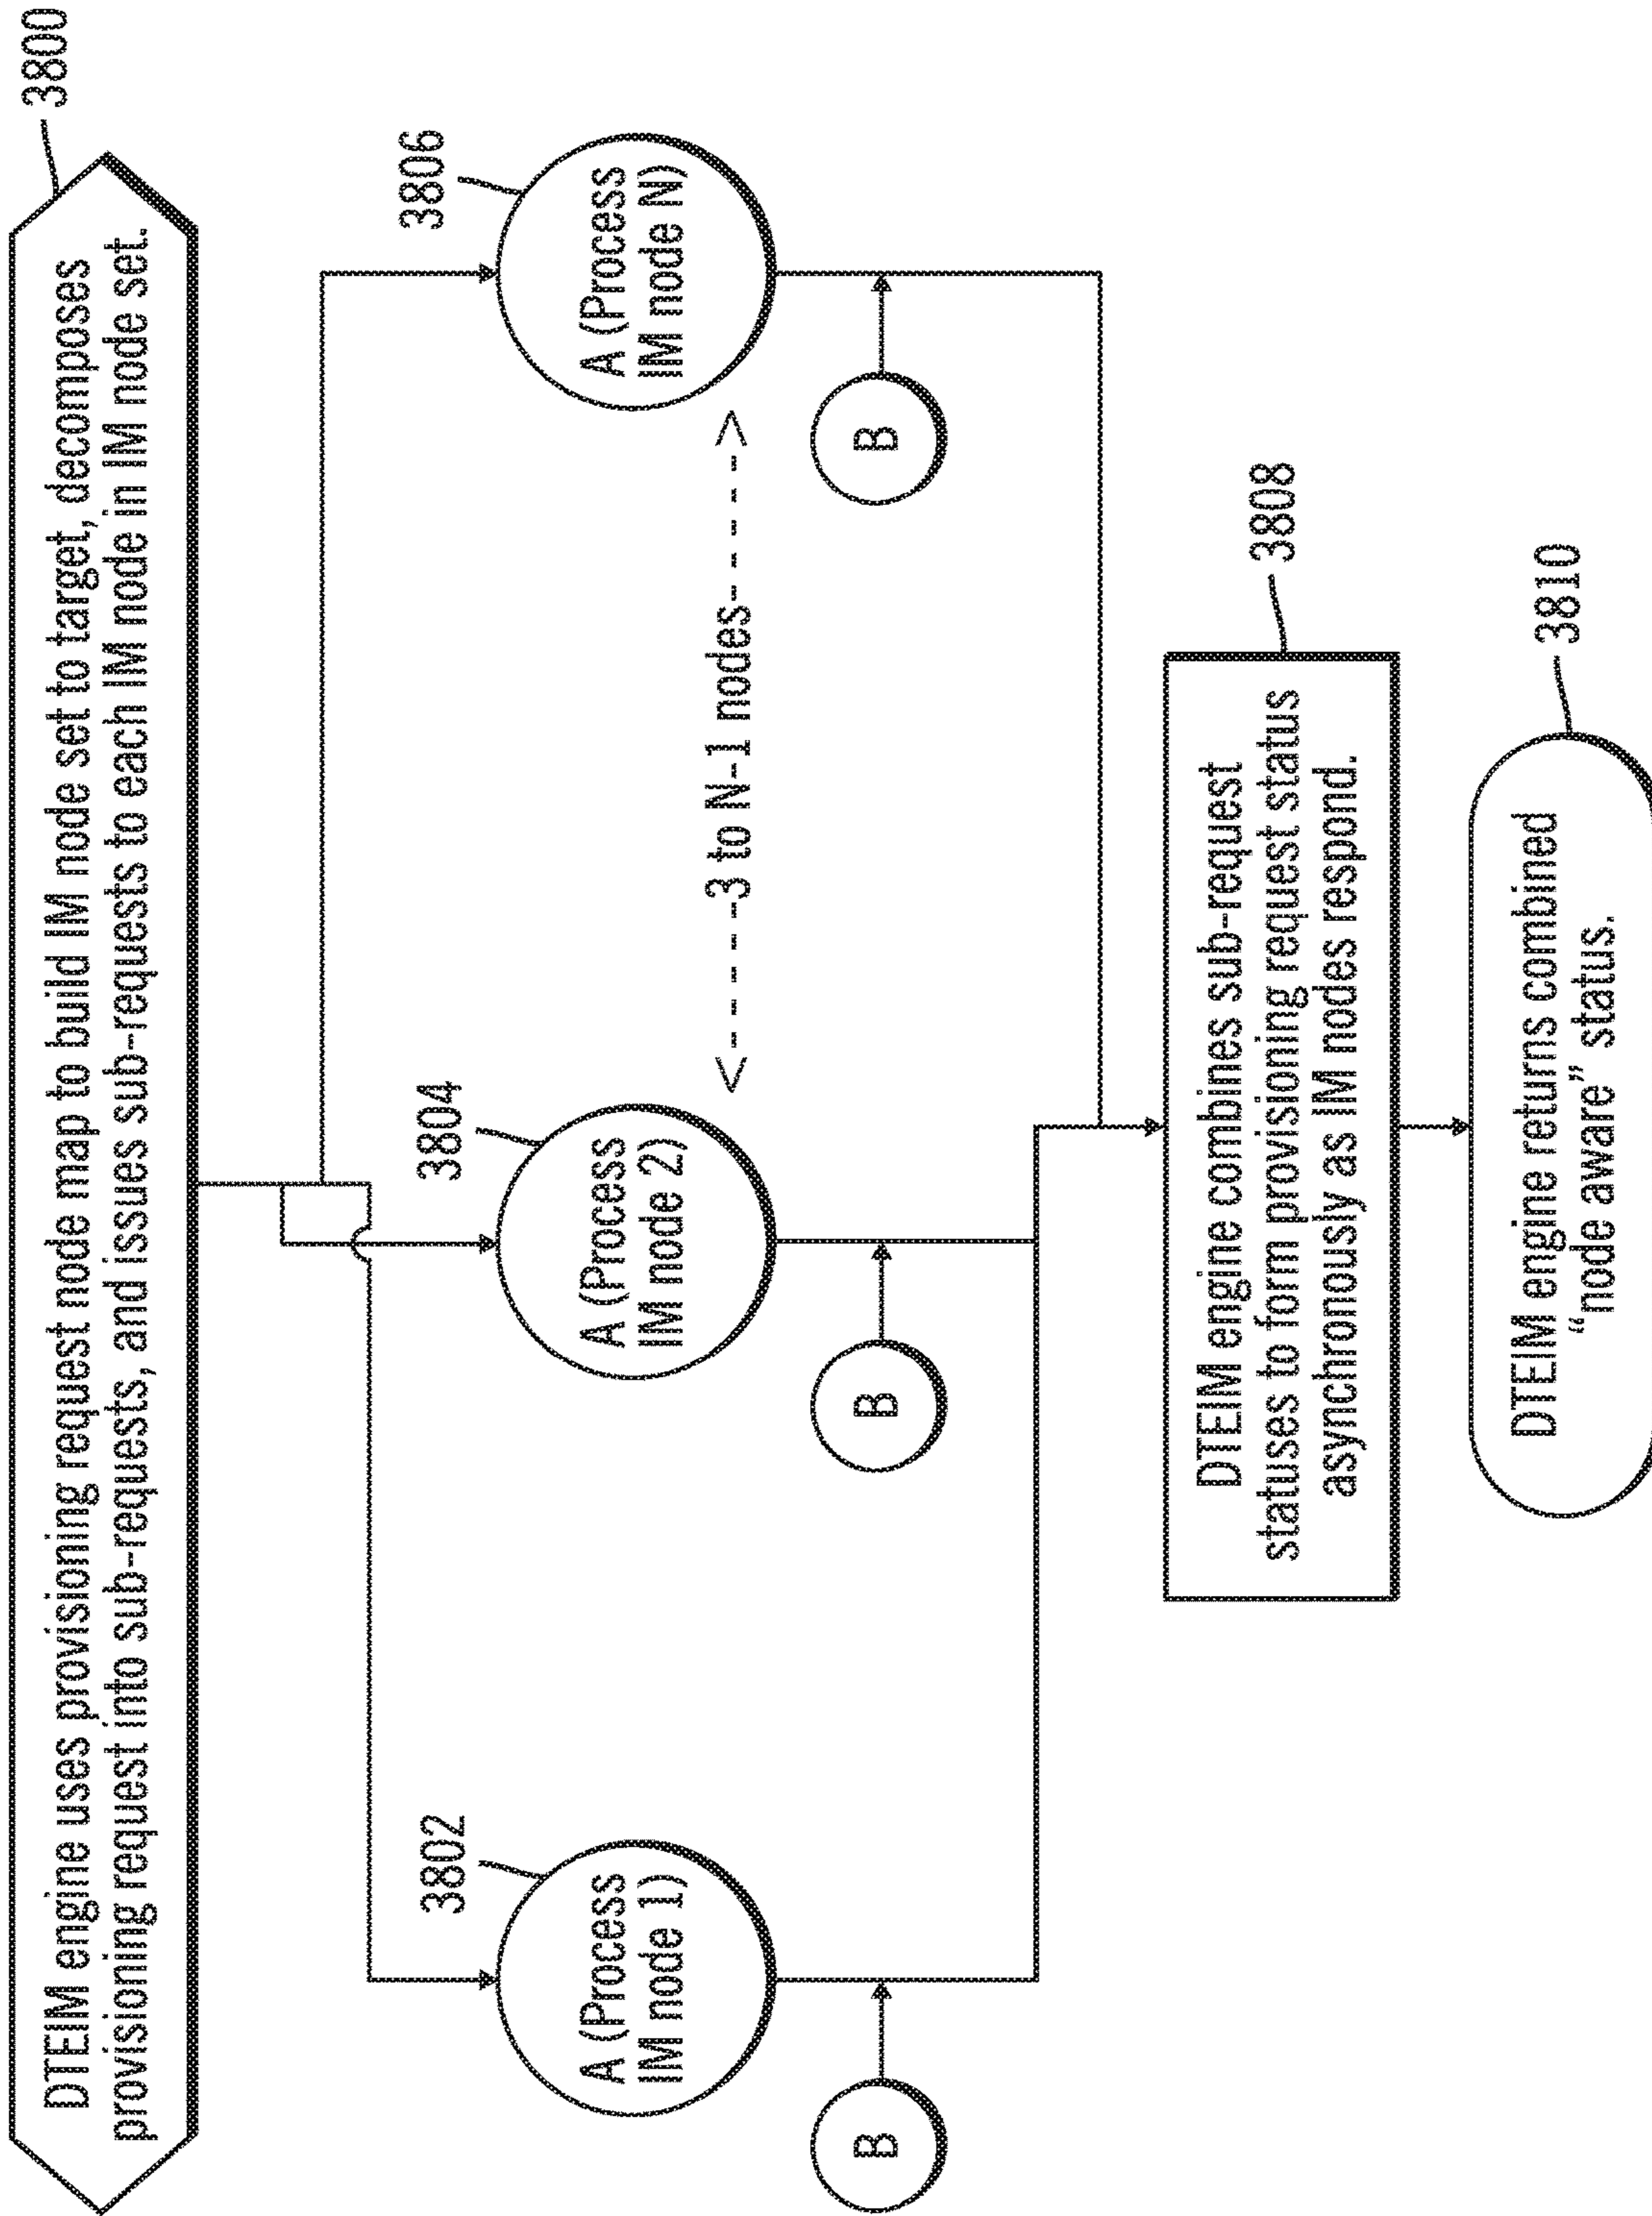 3800
DTEIM engine uses provisioning request node map to build IM node set to target, decomposes
provisioning request into sub-requests, and issues sub-requests to each IM node in IM node set.
3802
A (Process
IM node 1)
3804
A (Process
IM node 2)
3806
A (Process
IM node N)
<- - - - -3 to N-1 nodes- - - - ->
B
B
B
3808
DTEIM engine combines sub-request
statuses to form provisioning request status
asynchronously as IM nodes respond.
3810
DTEIM engine returns combined
“node aware” status.